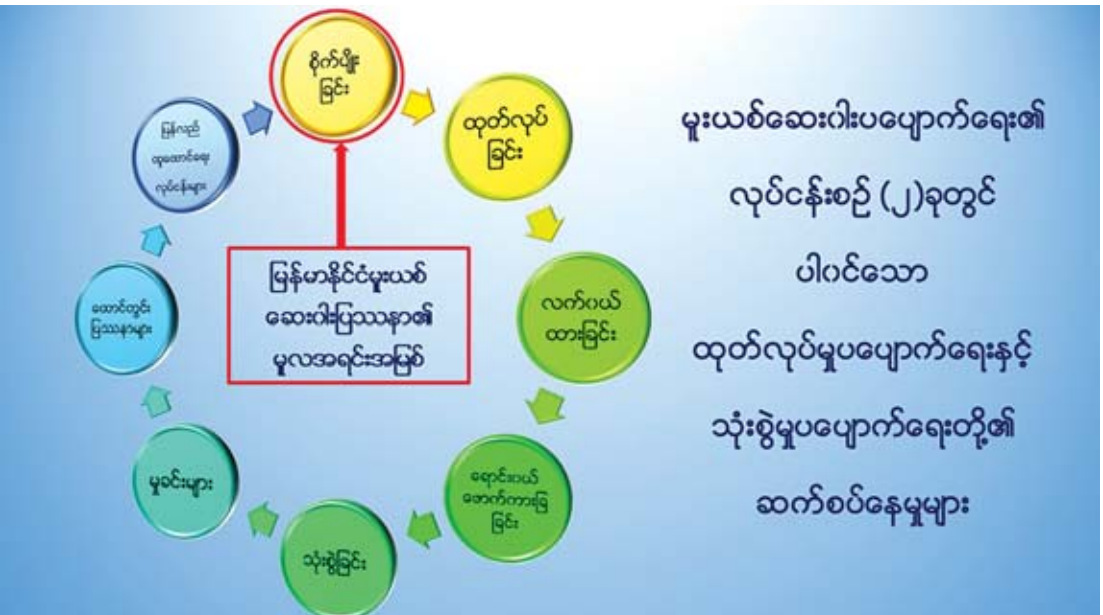 စိုက်ပျိုး
ခြင်း
ထုတ်လုပ်
ခြင်း
လက်ဝယ်
ထားခြင်း
ရောင်းဝယ်
ဖောက်ကားခြ
ခြင်း
သုံးစွဲခြင်း
မှုခင်းများ
ထောင်တွင်း
ပြဿနာများ
ပြန်လည်
ထူထောင်ရေး
လုပ်ငန်းများ
မြန်မာနိုင်ငံမူးယစ်
ဆေးဝါးပြဿနာ၏
မူလအရင်းအမြစ်
မူးယစ်ဆေးဝါးပပျောက်ရေး၏
လုပ်ငန်းစဉ် (၂)ခုတွင်
ပါဝင်သော
ထုတ်လုပ်မှုပပျောက်ရေးနှင့်
သုံးစွဲမှုပပျောက်ရေးတို့၏
ဆက်စပ်နေမှုများ